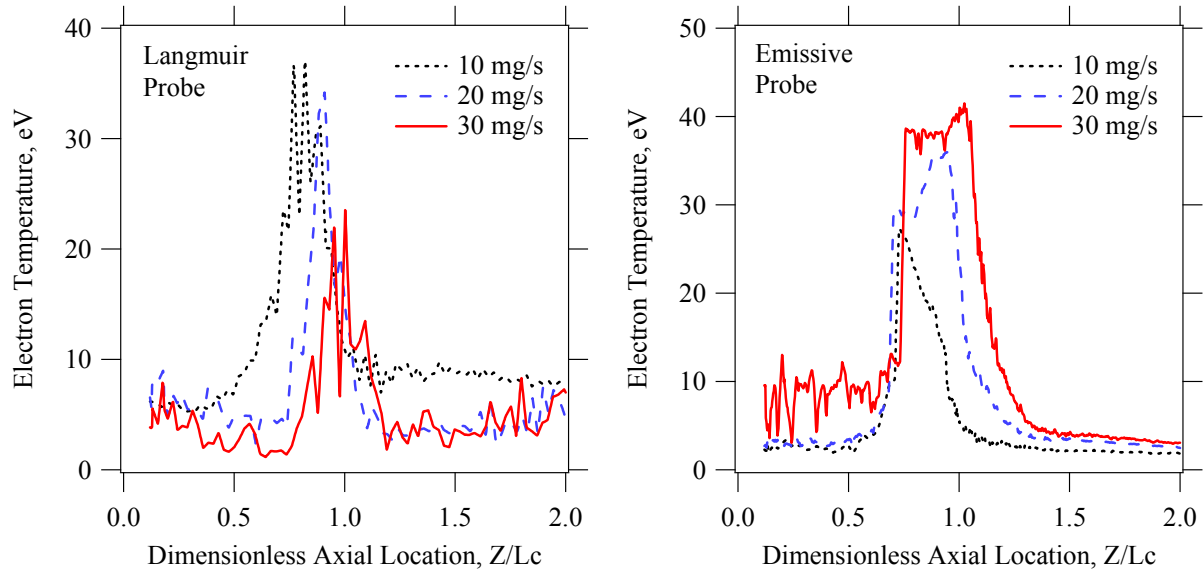 Langmuir
Probe
10 mg/s
20 mg/s
30 mg/s
40
30
20
10
0
Electron Temperature, eV
0.0 0.5 1.0 1.5 2.0
Dimensionless Axial Location, Z/Lc
Emissive
Probe
10 mg/s
20 mg/s
30 mg/s
50
40
30
20
10
0
Electron Temperature, eV
0.0 0.5 1.0 1.5 2.0
Dimensionless Axial Location, Z/Lc